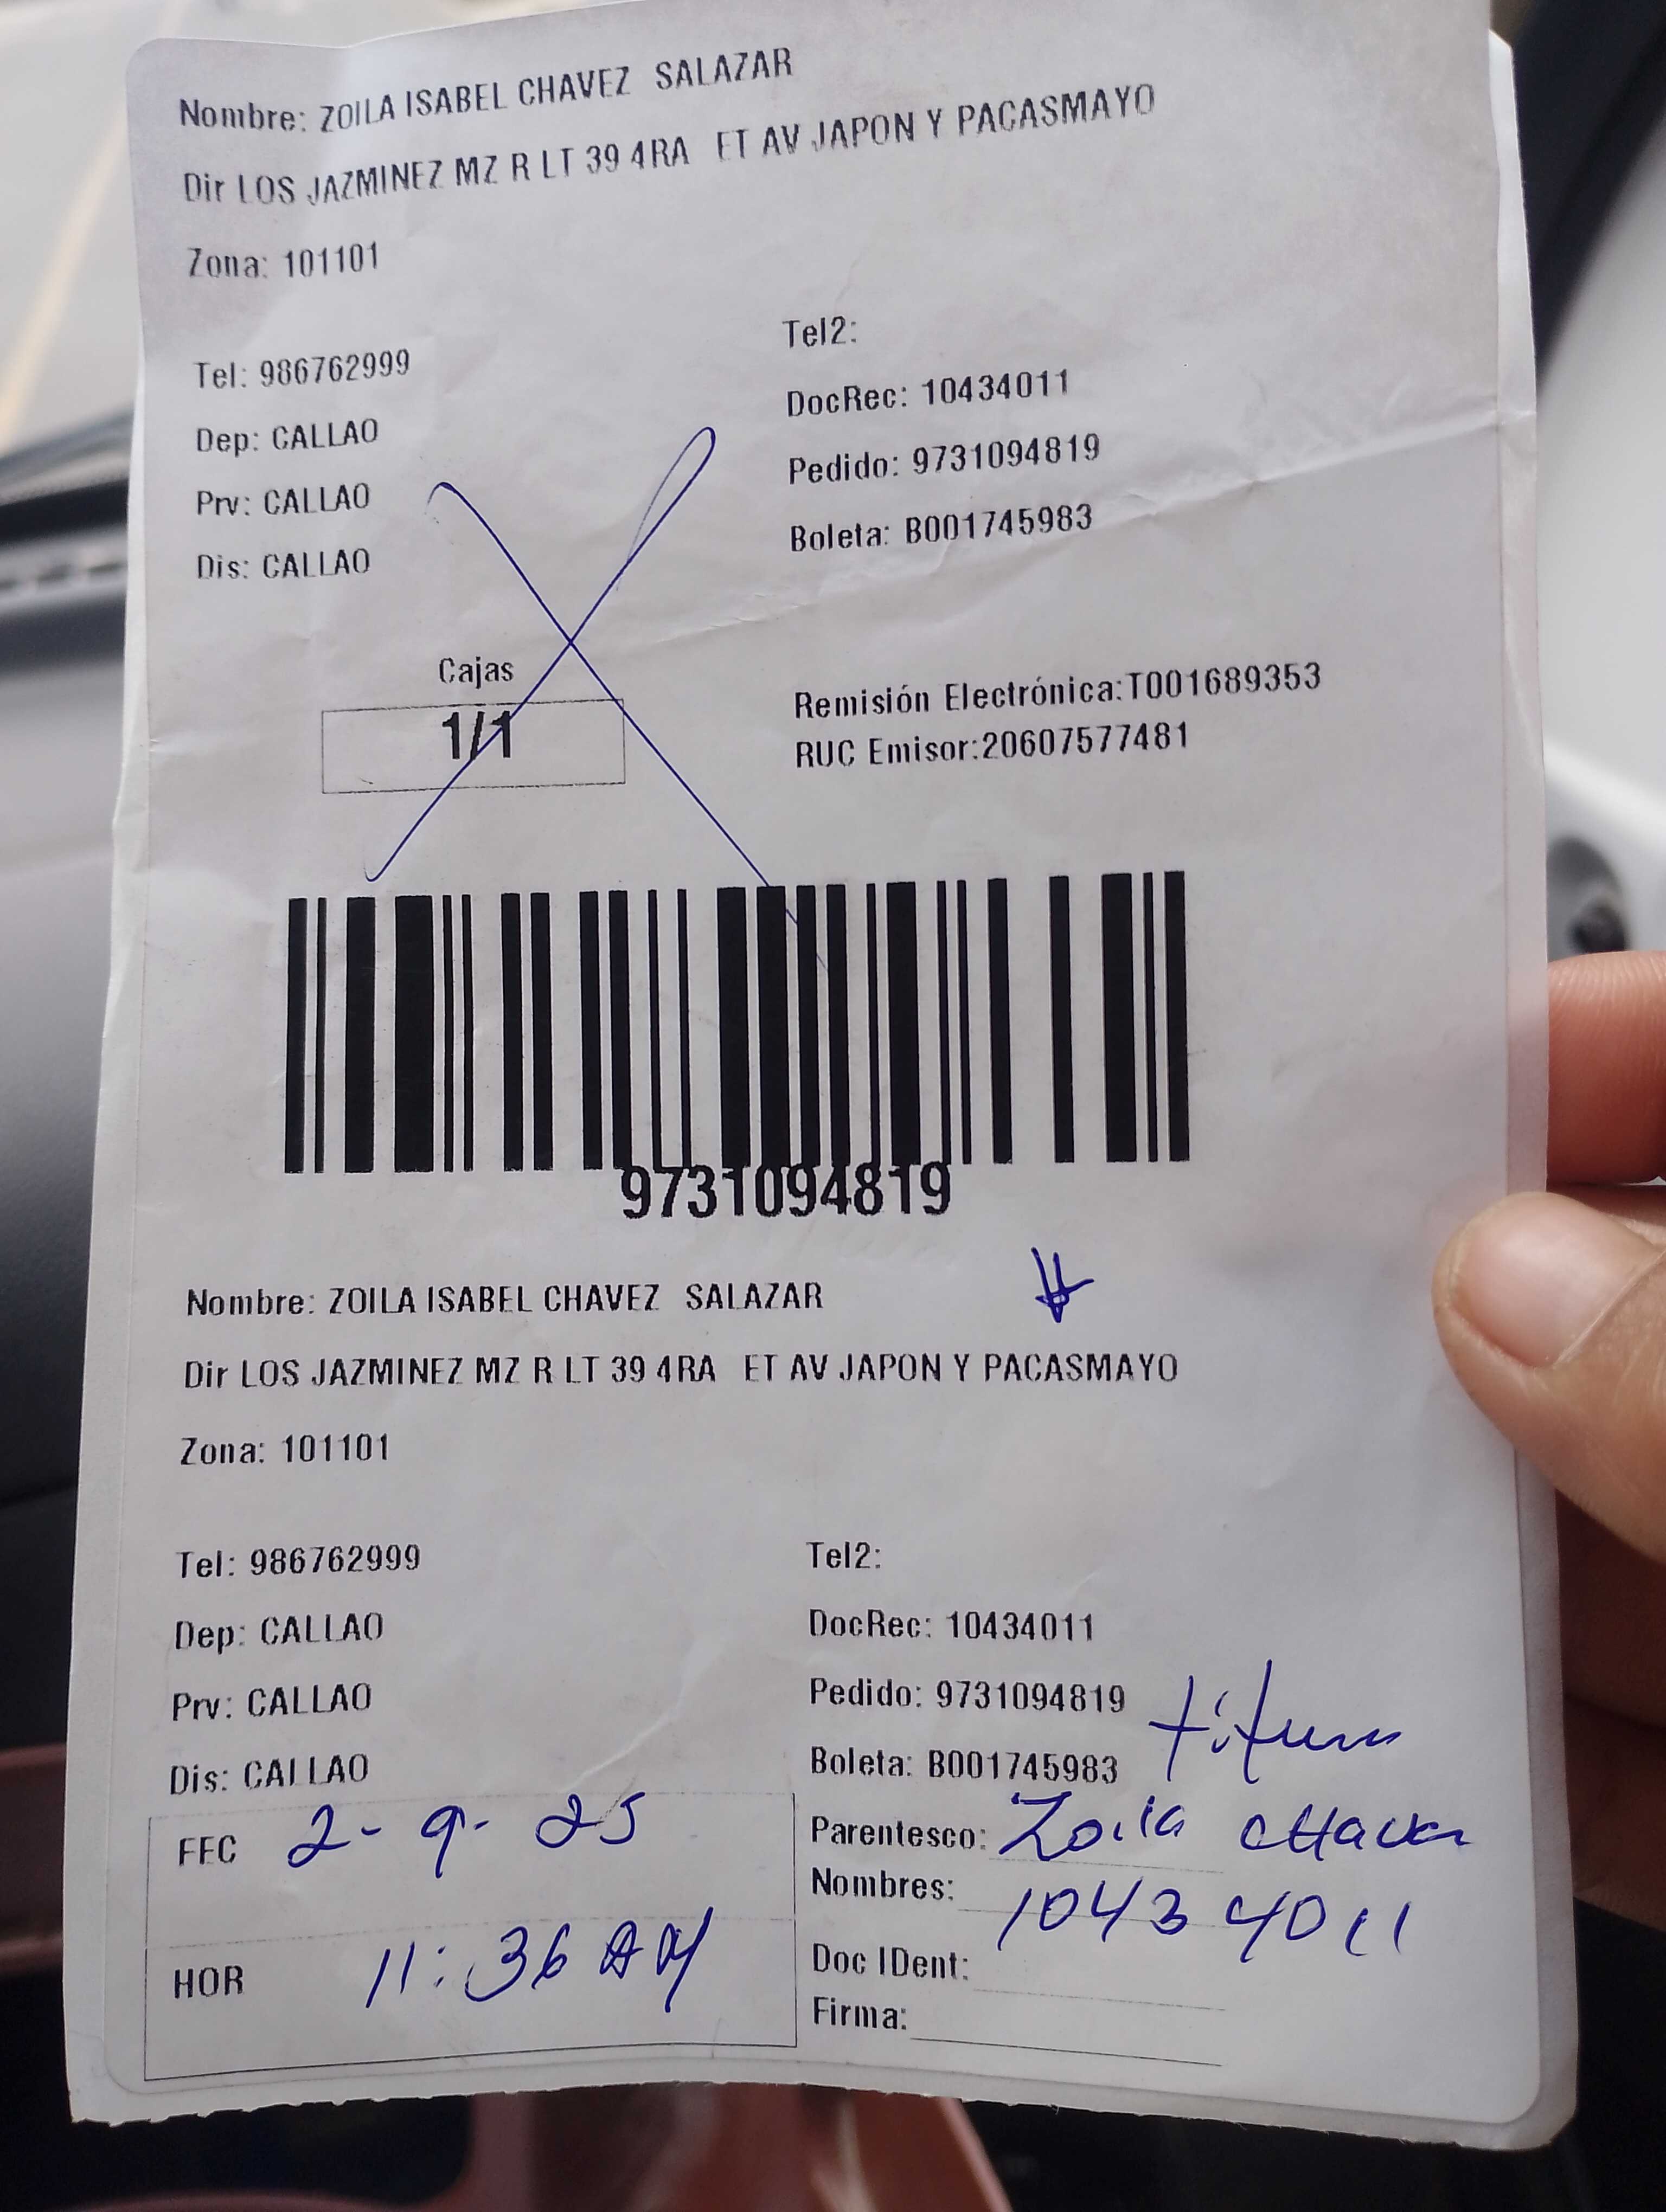 Nombre: ZOILA ISABEL CHAVEZ SALAZAR
Dir LOS JAZMINEZ MZ R LT 39 4RA ET AV JAPON Y PACASMAYO
Zona: 101101
Tel: 986762999
Dep: CALLAO
Prv: CALLAO
Dis: CALLAO
Tel2:
DocRec: 10434011
Pedido: 9731094819
Boleta: B001745983
Cajas
1/1
Remisión Electrónica:T001689353
RUC Emisor:20607577481
9731094819
Nombre: ZOILA ISABEL CHAVEZ SALAZAR
Dir LOS JAZMINEZ MZ R LT 39 4RA ET AV JAPON Y PACASMAYO
Zona: 101101
Tel: 986762999
Dep: CALLAO
Prv: CALLAO
Dis: CALLAO
Tel2:
DocRec: 10434011
Pedido: 9731094819
Boleta: B001745983
FEC 2-9-25
HOR 11:36 AM
Parentesco: Zoila
Nombres:
10434011
Doc IDent:
Firma: